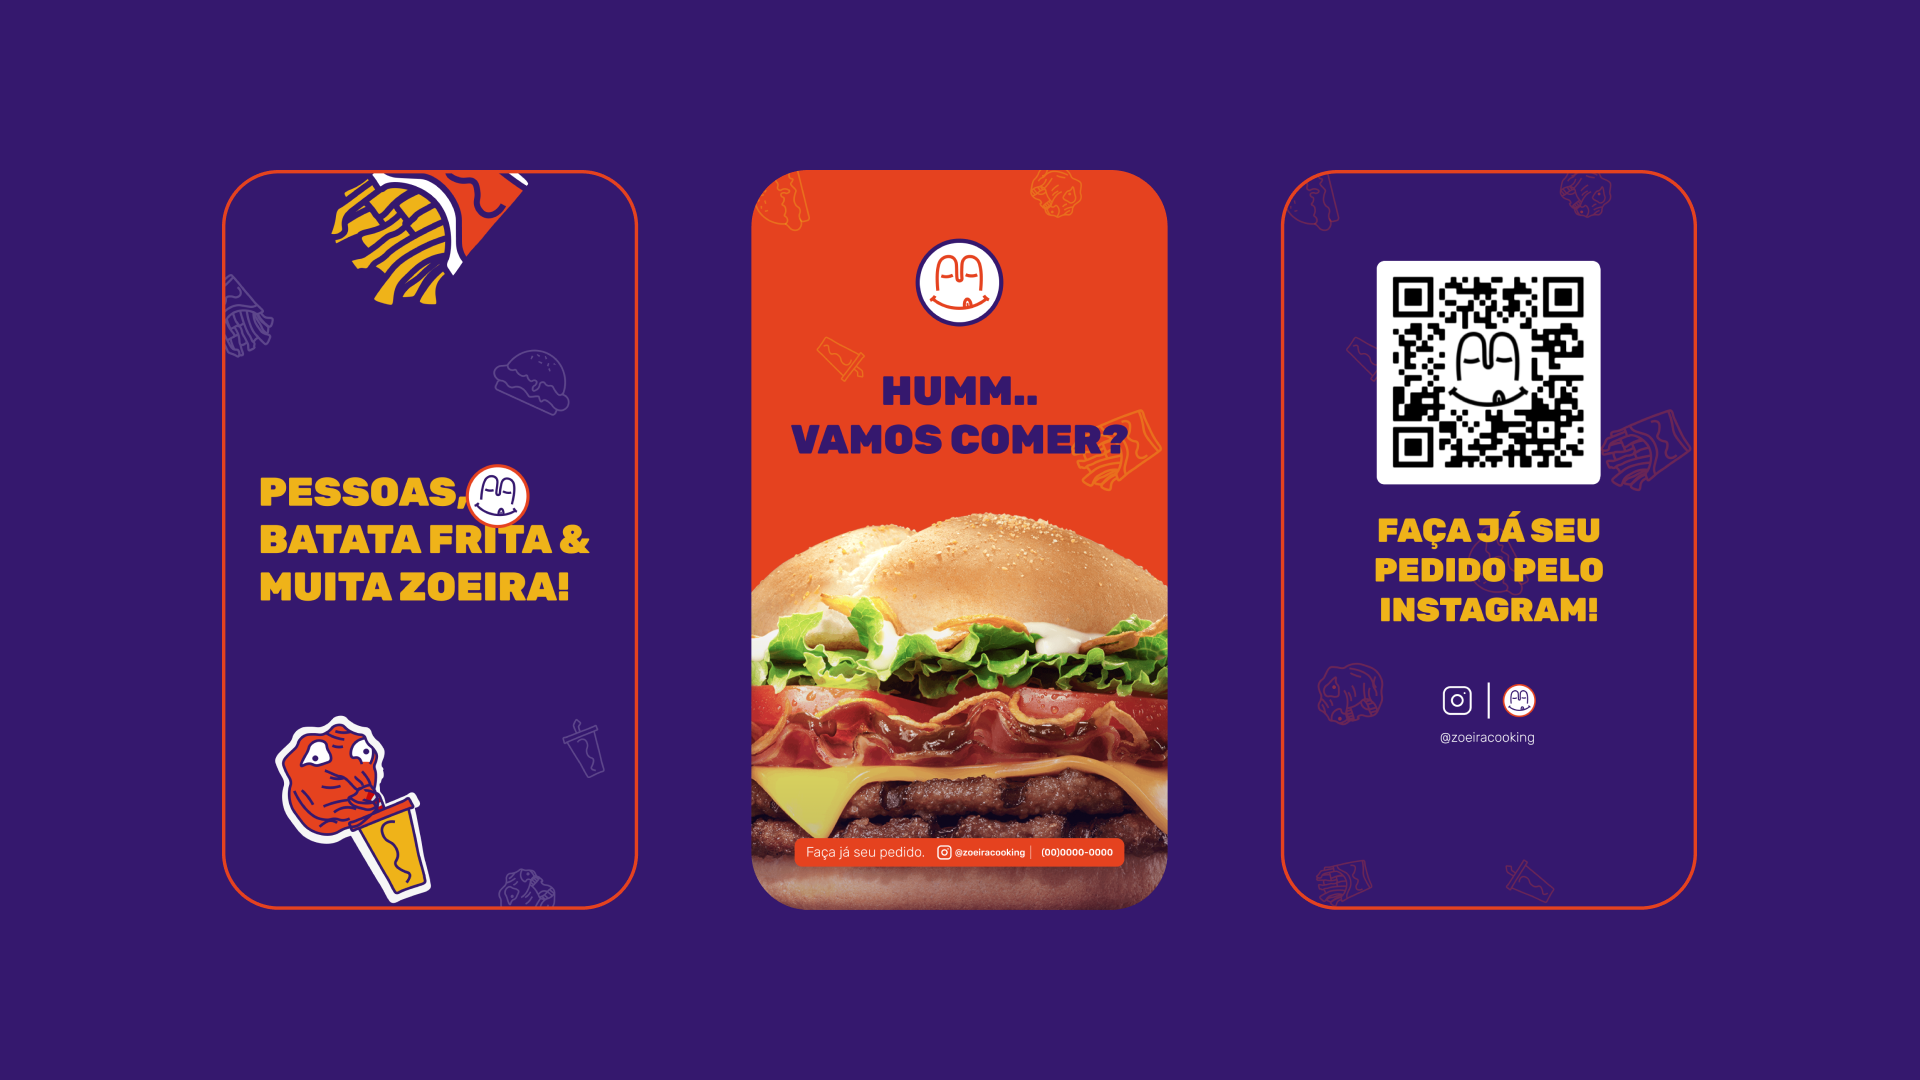 PESSOAS,
BATATA FRITA &
MUITA ZOEIRA!
HUMM..
VAMOS COMER?
Faça já seu pedido. @zoeiracooking | (00)0000-0000
FAÇA JÁ SEU
PEDIDO PELO
INSTAGRAM!
@zoeiracooking